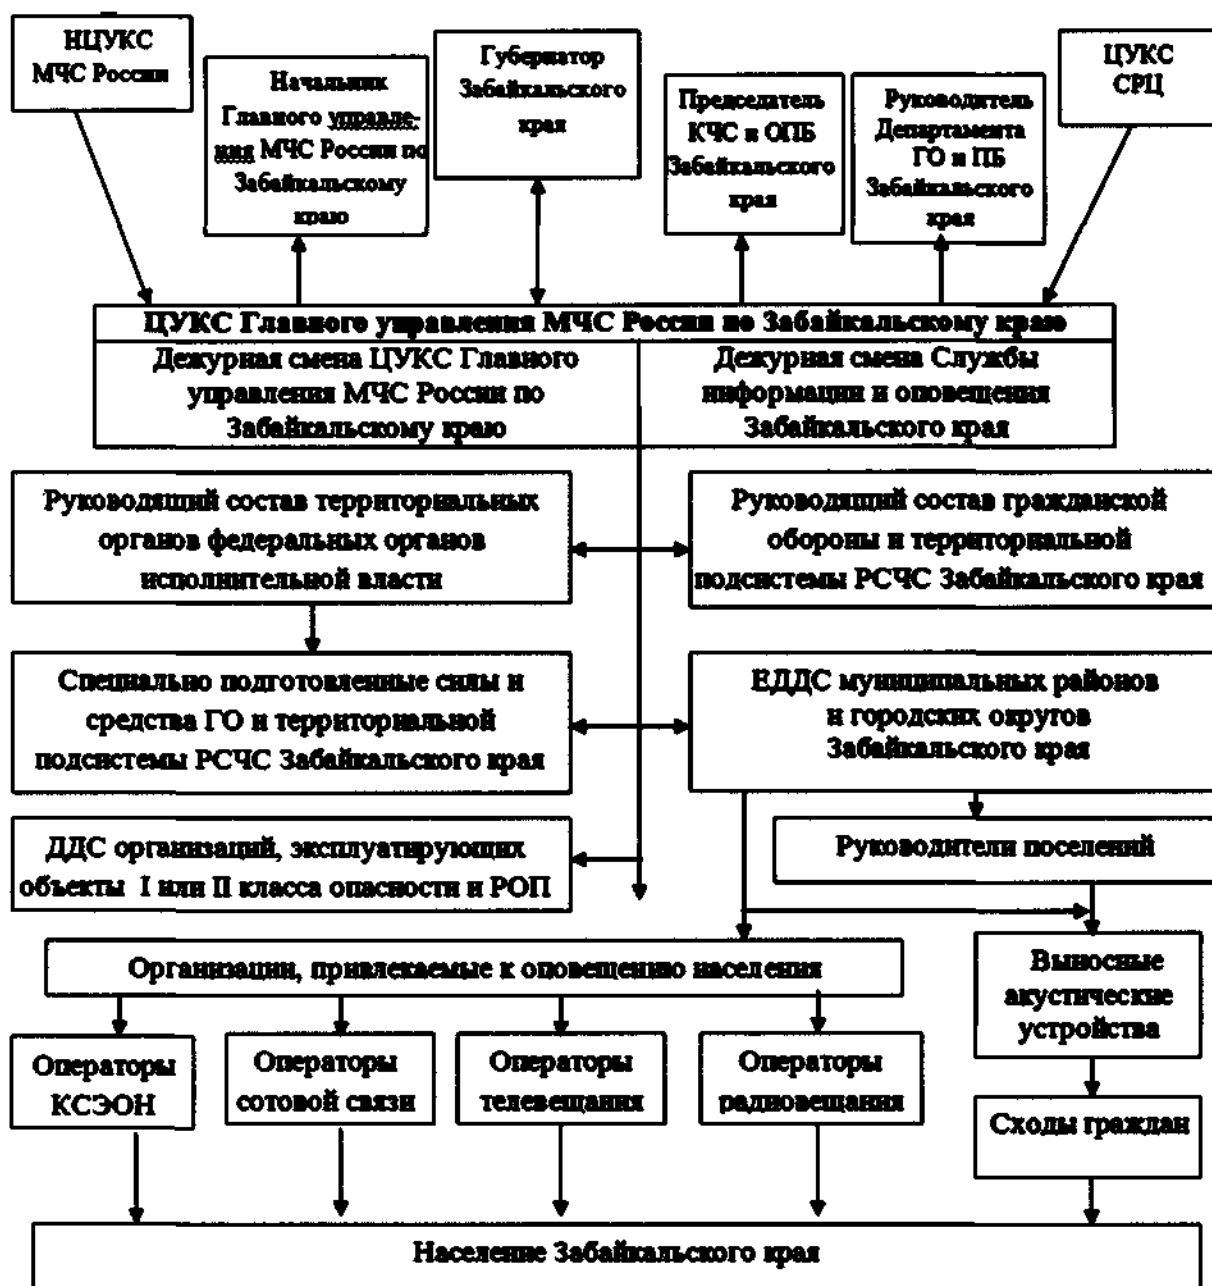 НЦУКС
МЧС России
Начальник
Главного управле-
ния МЧС России по
Забайкальскому
краю
Губернатор
Забайкальского
края
Председатель
КЧС и ОПБ
Забайкальского
края
Руководитель
Департамента
ГО и ПБ
Забайкальского
края
ЦУКС
СРЦ
ЦУКС Главного управления МЧС России по Забайкальскому краю
Дежурная смена ЦУКС Главного
управления МЧС России по
Забайкальскому краю
Дежурная смена Службы
информации и оповещения
Забайкальского края
Руководящий состав территориальных
органов федеральных органов
исполнительной власти
Руководящий состав гражданской
обороны и территориальной
подсистемы РСЧС Забайкальского края
Специально подготовленные силы и
средства ГО и территориальной
подсистемы РСЧС Забайкальского края
ЕДДС муниципальных районов
и городских округов
Забайкальского края
ДДС организаций, эксплуатирующих
объекты I или II класса опасности и РОП
Руководители поселений
Организации, привлекаемые к оповещению населения
Выносные
акустические
устройства
Операторы
КСЭОН
Операторы
сотовой связи
Операторы
телевещания
Операторы
радиовещания
Сходы граждан
Население Забайкальского края